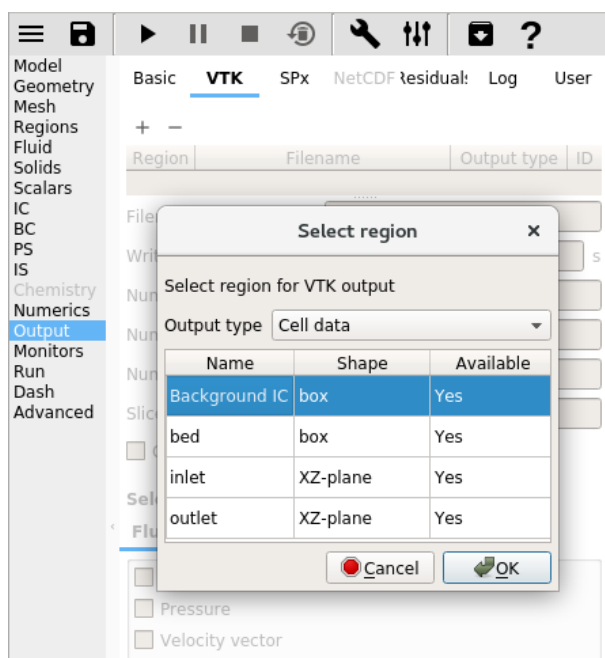 ?
Model
Geometry
Mesh
Regions
Fluid
Solids
Scalars
IC
BC
PS
IS
Chemistry
Numerics
Output
Monitors
Run
Dash
Advanced
Basic VTK SPx NetCDF Residuals Log User
+ −
Region Filename Output type ID
s
Select region ×
Select region for VTK output
Output type Cell data
Name Shape Available
Background IC box Yes
bed box Yes
inlet XZ-plane Yes
outlet XZ-plane Yes
Cancel OK
Pressure
Velocity vector